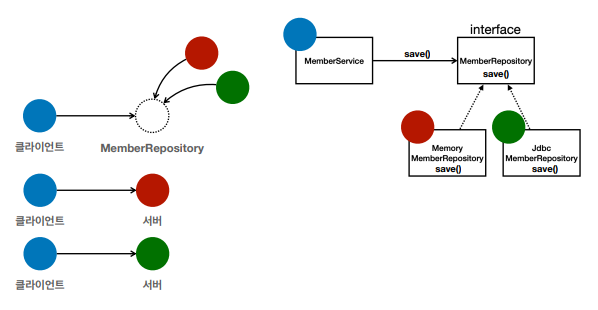 클라이언트
MemberRepository
클라이언트
서버
클라이언트
서버
interface
MemberService
save()
MemberRepository
save()
Memory
MemberRepository
save()
Jdbc
MemberRepository
save()